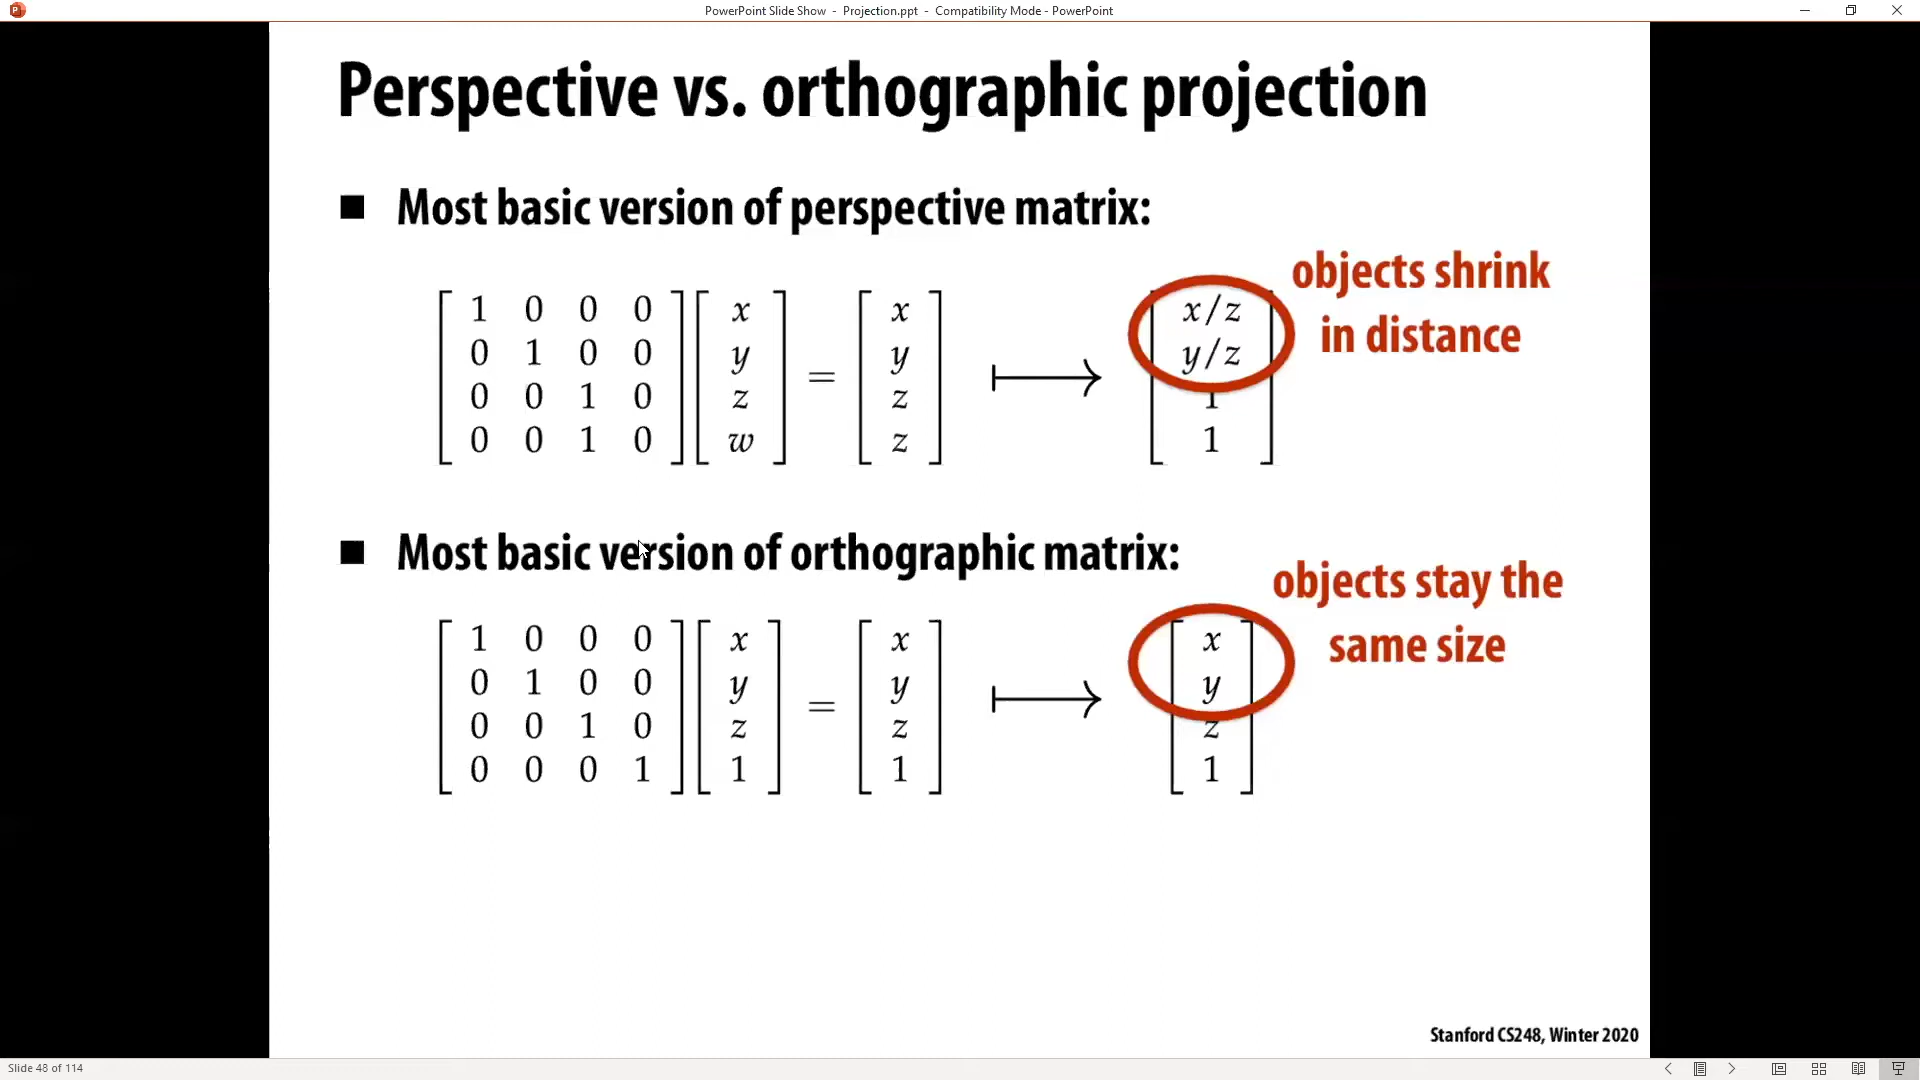 PowerPoint Slide Show - Projection.ppt - Compatibility Mode - PowerPoint
Perspective vs. orthographic projection
■ Most basic version of perspective matrix:
objects shrink
in distance
1 0 0 0 x x x/z
0 1 0 0 y y y/z
0 0 1 0 z = z ⟼ 1
0 0 1 0 w z 1
■ Most basic version of orthographic matrix:
objects stay the
same size
1 0 0 0 x x x
0 1 0 0 y y y
0 0 1 0 z = z ⟼ z
0 0 0 1 1 1 1
Stanford CS248, Winter 2020
Slide 48 of 114